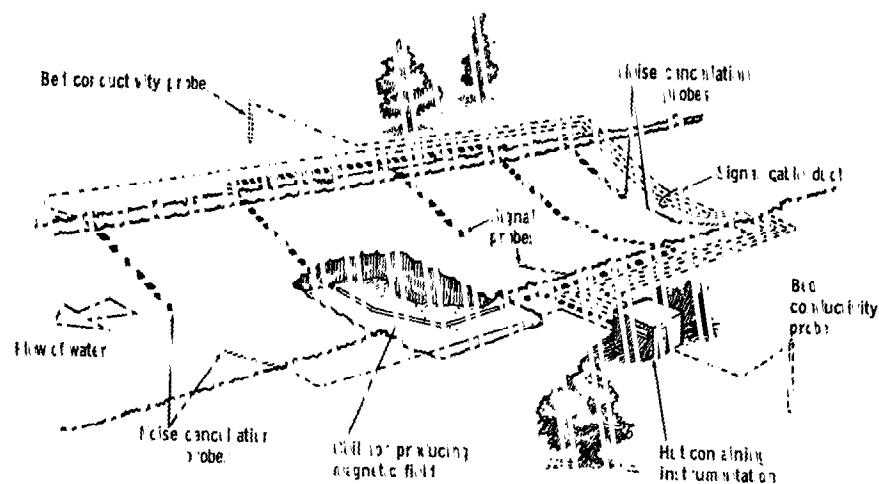 Bed conductivity probe
Noise cancellation
probes
Signal cable duct
Signal
probes
Bed
conductivity
probe
Flow of water
Noise cancellation
probes
Coil for producing
magnetic field
Hut containing
instrumentation